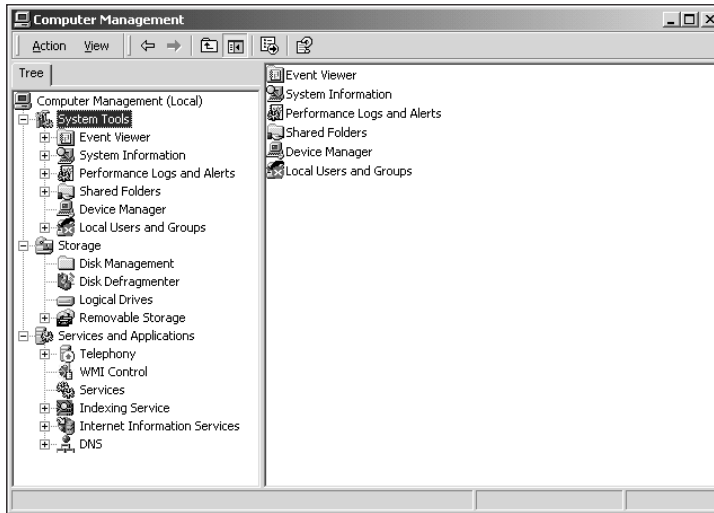 Computer Management
Action View
Tree
Computer Management (Local)
System Tools
Event Viewer
System Information
Performance Logs and Alerts
Shared Folders
Device Manager
Local Users and Groups
Storage
Disk Management
Disk Defragmenter
Logical Drives
Removable Storage
Services and Applications
Telephony
WMI Control
Services
Indexing Service
Internet Information Services
DNS
Event Viewer
System Information
Performance Logs and Alerts
Shared Folders
Device Manager
Local Users and Groups